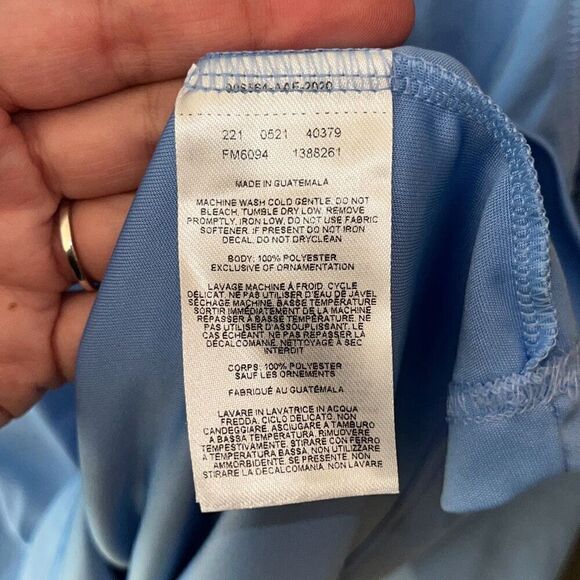 221 0521 40379
FM6094 1388261
MADE IN GUATEMALA
MACHINE WASH COLD GENTLE, DO NOT
BLEACH, TUMBLE DRY LOW, REMOVE
PROMPTLY, IRON LOW, DO NOT USE FABRIC
SOFTENER. IF PRESENT DO NOT IRON
DECAL, DO NOT DRYCLEAN
BODY: 100% POLYESTER
EXCLUSIVE OF ORNAMENTATION
LAVAGE MACHINE À FROID, CYCLE
DÉLICAT, NE PAS UTILISER D'EAU DE JAVEL
SÉCHAGE MACHINE, BASSE TEMPÉRATURE
SORTIR IMMÉDIATEMENT DE LA MACHINE
REPASSER À BASSE TEMPÉRATURE, NE PAS
UTILISER D'ASSOUPLISSANT, LE
CAS ÉCHÉANT, NE PAS REPASSER LA
DÉCALCOMANIE, NETTOYAGE À SEC
INTERDIT
CORPS: 100% POLYESTER
SAUF LES ORNEMENTS
FABRIQUÉ AU GUATÉMALA
LAVARE IN LAVATRICE IN ACQUA
FREDDA, CICLO DELICATO, NON
CANDEGGIARE, ASCIUGARE A TAMBURO
A BASSA TEMPERATURA, RIMUOVERE
TEMPESTIVAMENTE, STIRARE CON FERRO
A TEMPERATURA BASSA, NON UTILIZZARE
AMMORBIDENTE, SE PRESENTE NON
STIRARE LA DECALCOMANIA, NON LAVARE